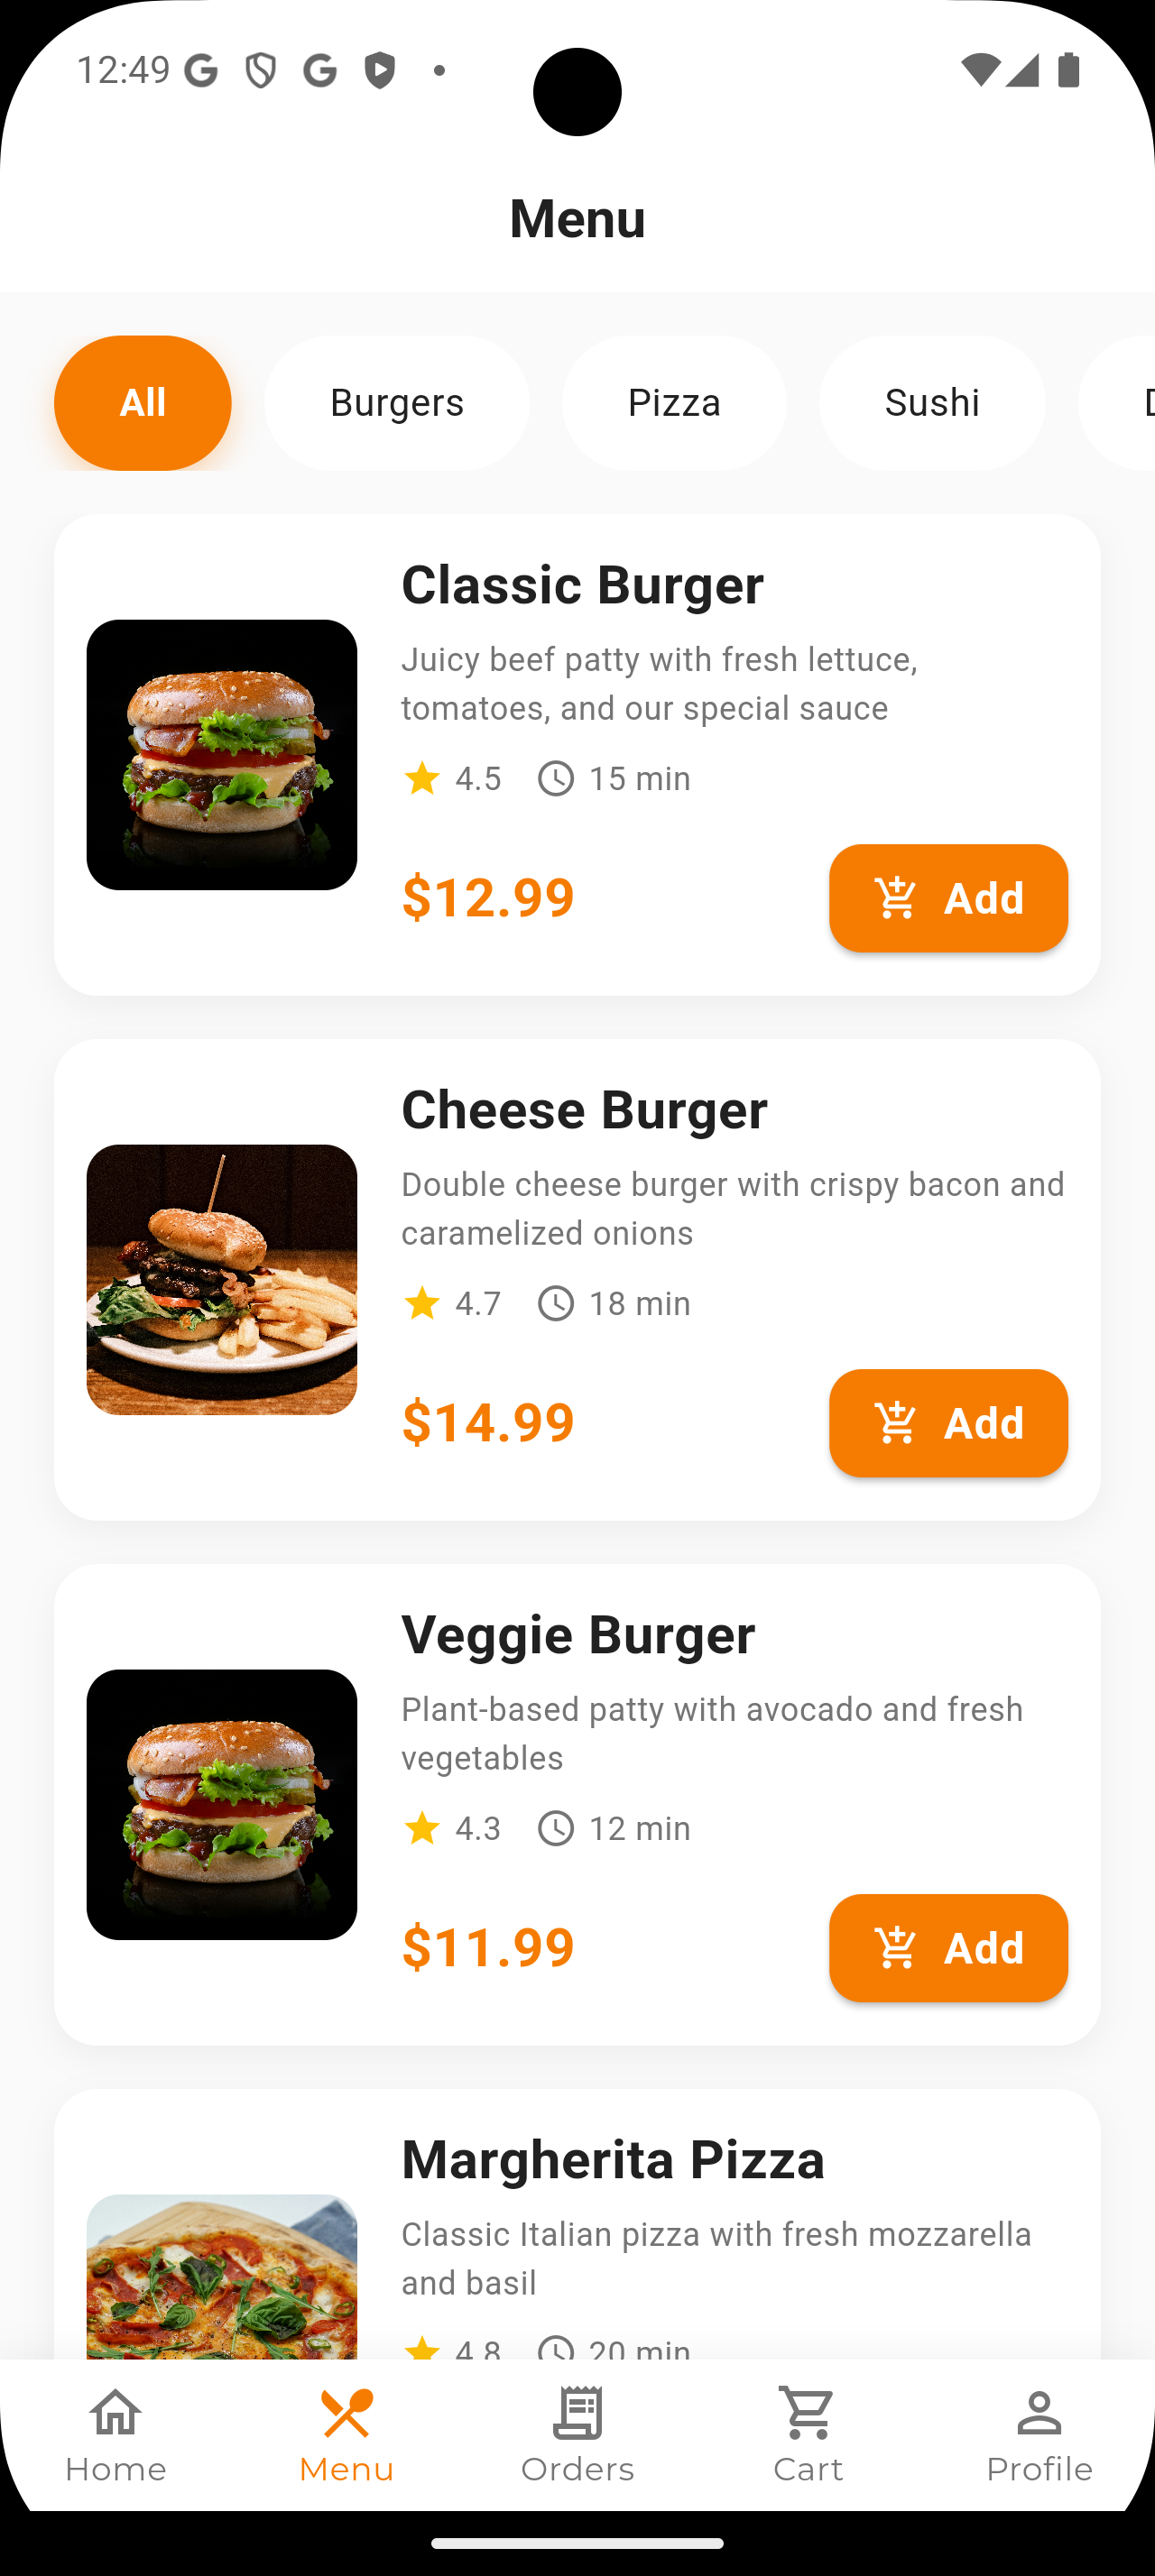 12:49
Menu
All
Burgers
Pizza
Sushi
Classic Burger
Juicy beef patty with fresh lettuce,
tomatoes, and our special sauce
4.5
15 min
$12.99
Add
Cheese Burger
Double cheese burger with crispy bacon and
caramelized onions
4.7
18 min
$14.99
Add
Veggie Burger
Plant-based patty with avocado and fresh
vegetables
4.3
12 min
$11.99
Add
Margherita Pizza
Classic Italian pizza with fresh mozzarella
and basil
4.8
20 min
Home
Menu
Orders
Cart
Profile